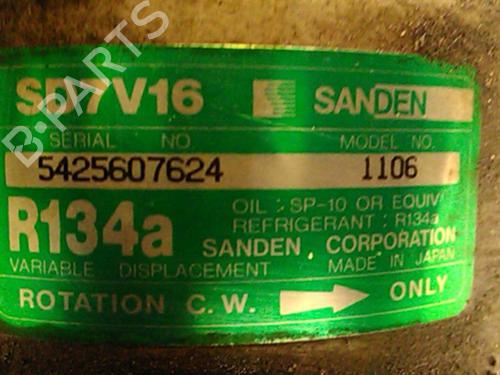 SD7V16 SANDEN
SERIAL NO. MODEL NO.
5425607624 1106
OIL : SP-10 OR EQUIV.
REFRIGERANT : R134a
R134a SANDEN CORPORATION
VARIABLE DISPLACEMENT MADE IN JAPAN
ROTATION C.W. ONLY
B-PARTS